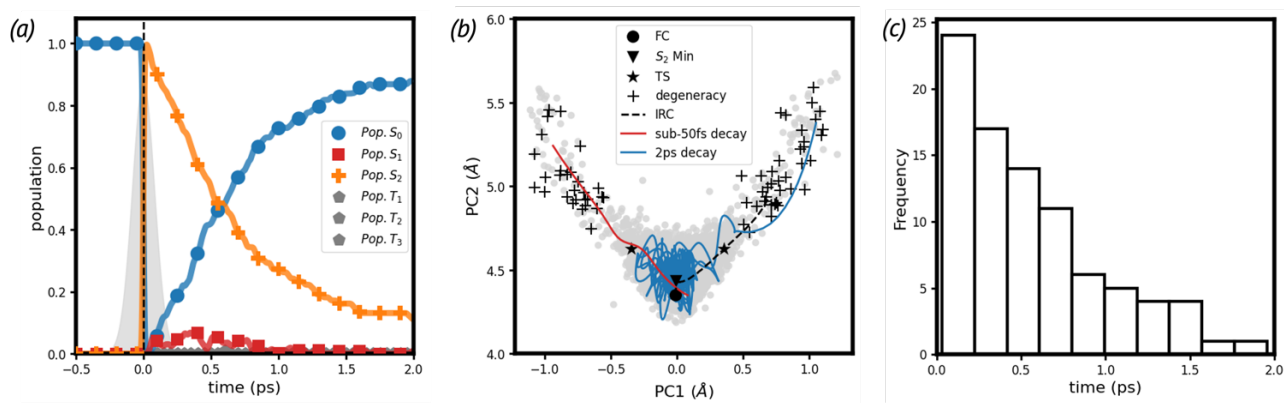 (a)
1.0
0.8
0.6
0.4
0.2
0.0
population
Pop. S₀
Pop. S₁
Pop. S₂
Pop. T₁
Pop. T₂
Pop. T₃
−0.5 0.0 0.5 1.0 1.5 2.0
time (ps)
(b)
6.0
5.5
5.0
4.5
4.0
PC2 (Å)
FC
S₂ Min
TS
degeneracy
IRC
sub-50fs decay
2ps decay
−1.0 −0.5 0.0 0.5 1.0
PC1 (Å)
(c)
25
20
15
10
5
0
Frequency
0.0 0.5 1.0 1.5 2.0
time (ps)